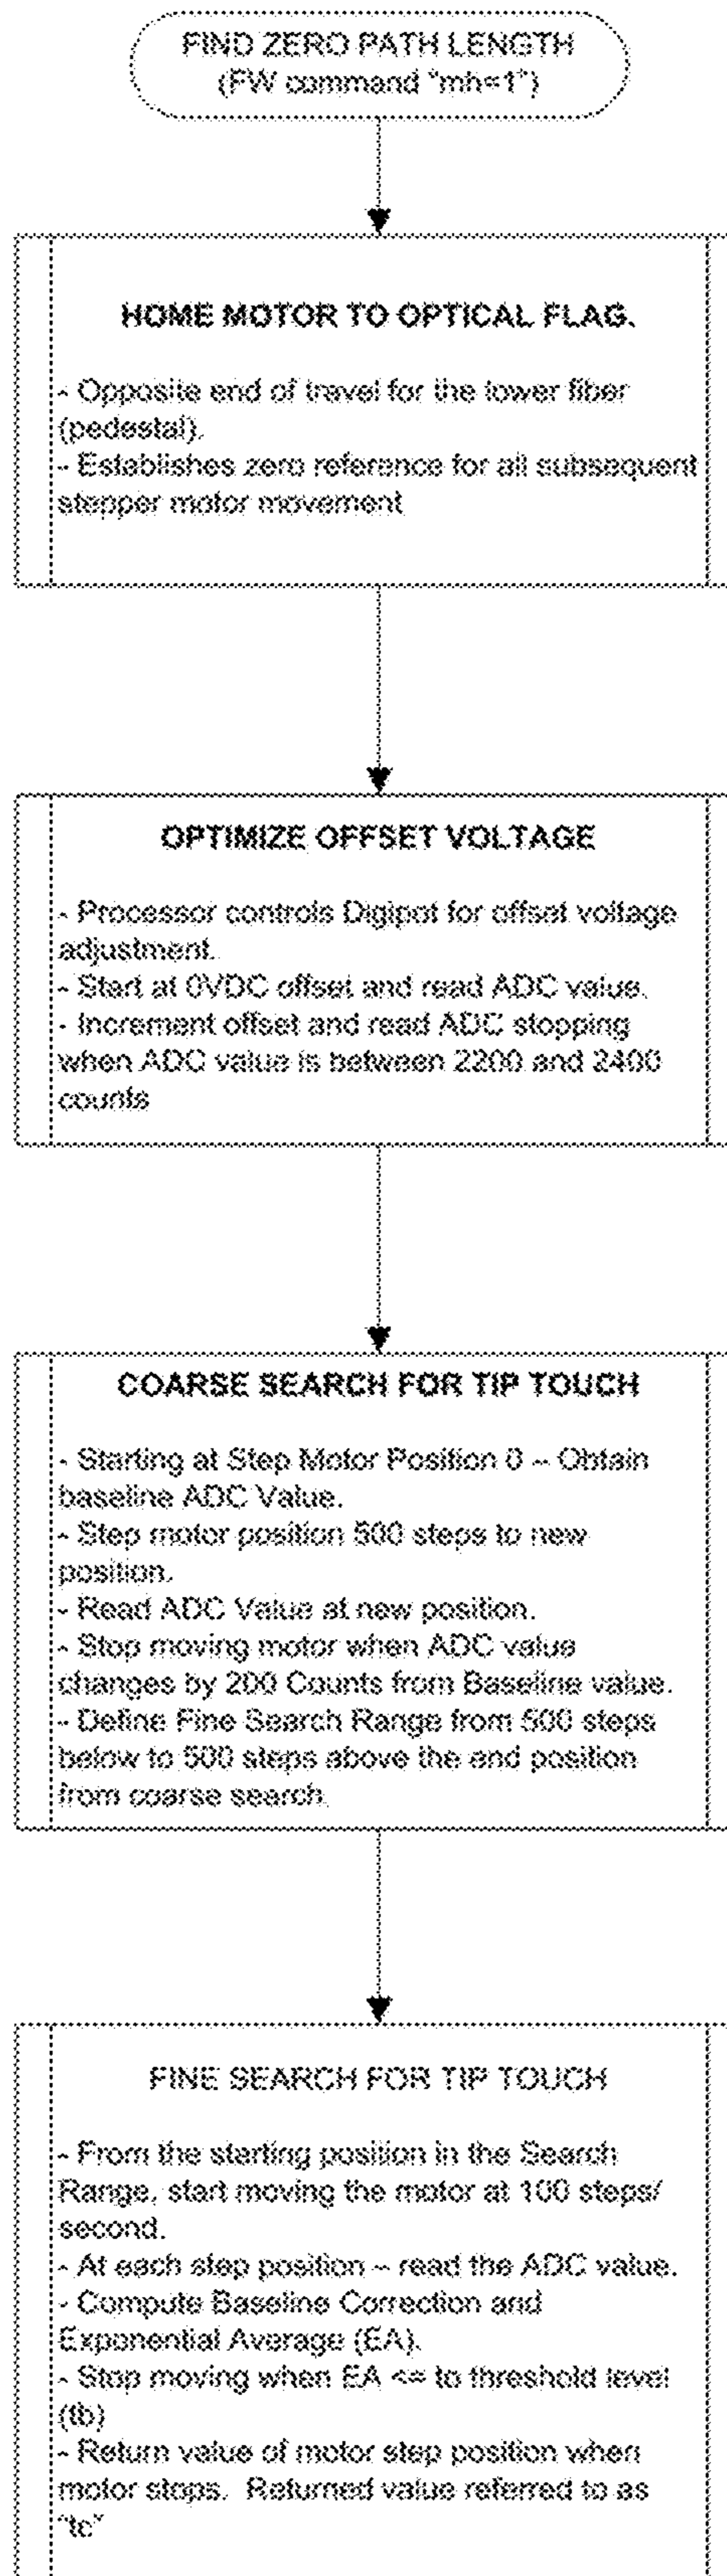 FIND ZERO PATH LENGTH
(FW command "mh=1")
HOME MOTOR TO OPTICAL FLAG.
- Opposite end of travel for the lower fiber
(pedestal).
- Establishes zero reference for all subsequent
stepper motor movement
OPTIMIZE OFFSET VOLTAGE
- Processor controls Digipot for offset voltage
adjustment.
- Start at 0VDC offset and read ADC value.
- Increment offset and read ADC stopping
when ADC value is between 2200 and 2400
counts
COARSE SEARCH FOR TIP TOUCH
- Starting at Step Motor Position 0 – Obtain
baseline ADC Value.
- Step motor position 500 steps to new
position.
- Read ADC Value at new position.
- Stop moving motor when ADC value
changes by 200 Counts from Baseline value.
- Define Fine Search Range from 500 steps
below to 500 steps above the end position
from coarse search.
FINE SEARCH FOR TIP TOUCH
- From the starting position in the Search
Range, start moving the motor at 100 steps/
second.
- At each step position – read the ADC value.
- Compute Baseline Correction and
Exponential Average (EA).
- Stop moving when EA <= to threshold level
(tb)
- Return value of motor step position when
motor stops.  Returned value referred to as
"tc"